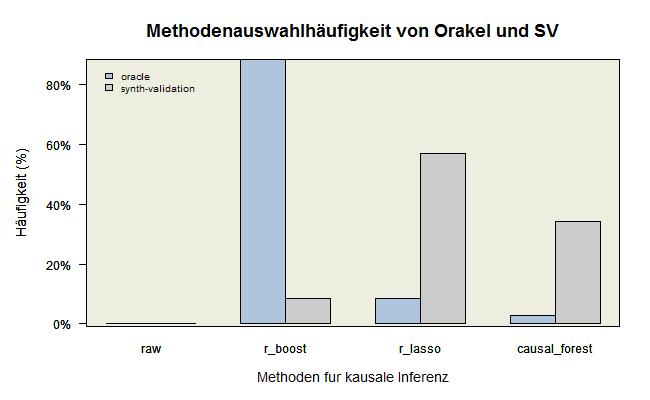 Methodenauswahlhäufigkeit von Orakel und SV
oracle
synth-validation
80%
60%
40%
20%
0%
Häufigkeit (%)
raw
r_boost
r_lasso
causal_forest
Methoden fur kausale Inferenz